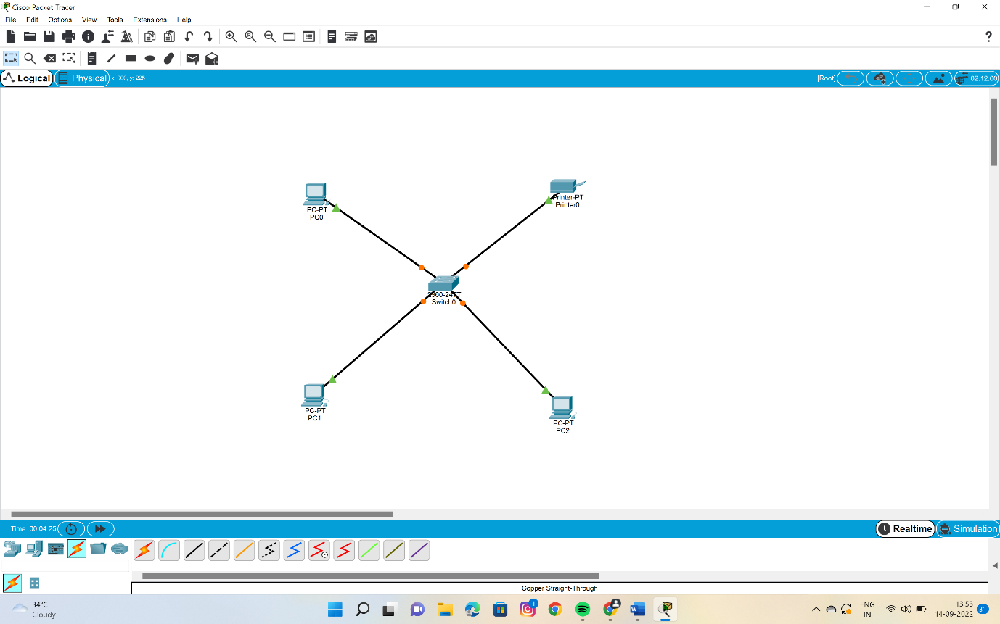 Cisco Packet Tracer
File Edit Options View Tools Extensions Help
?
Logical Physical x: 600, y: 225 [Root] 02:12:00
Printer-PT
Printer0
PC-PT
PC0
2960-24TT
Switch0
PC-PT
PC1
PC-PT
PC2
Time: 00:04:25 Realtime Simulation
Copper Straight-Through
34°C
Cloudy
1
ENG
IN
13:53
14-09-2022
31